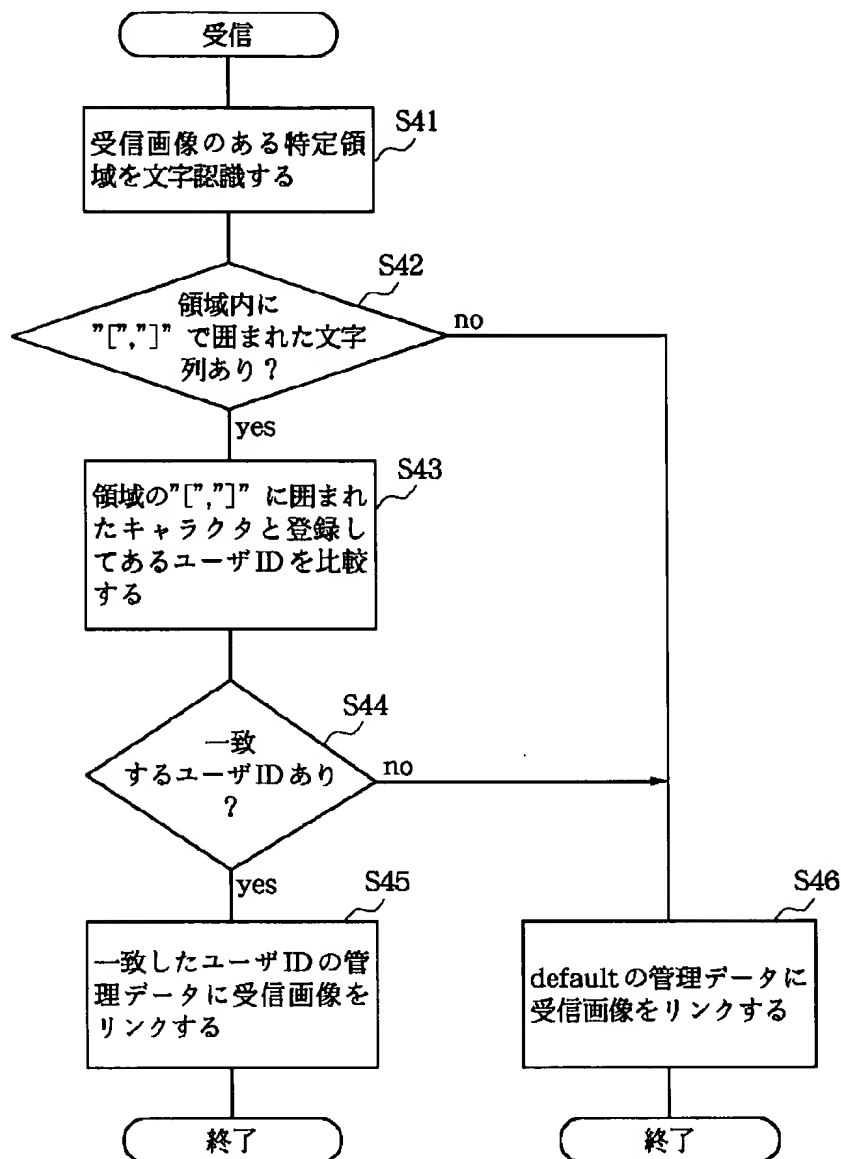 受信
S41
受信画像のある特定領
域を文字認識する
S42
領域内に
”[”,”]” で囲まれた文字
列あり？
no
yes
S43
領域の”[”,”]” に囲まれ
たキャラクタと登録し
てあるユーザIDを比較
する
S44
一致
するユーザIDあり
？
no
yes
S45
一致したユーザIDの管
理データに受信画像を
リンクする
S46
defaultの管理データに
受信画像をリンクする
終了
終了